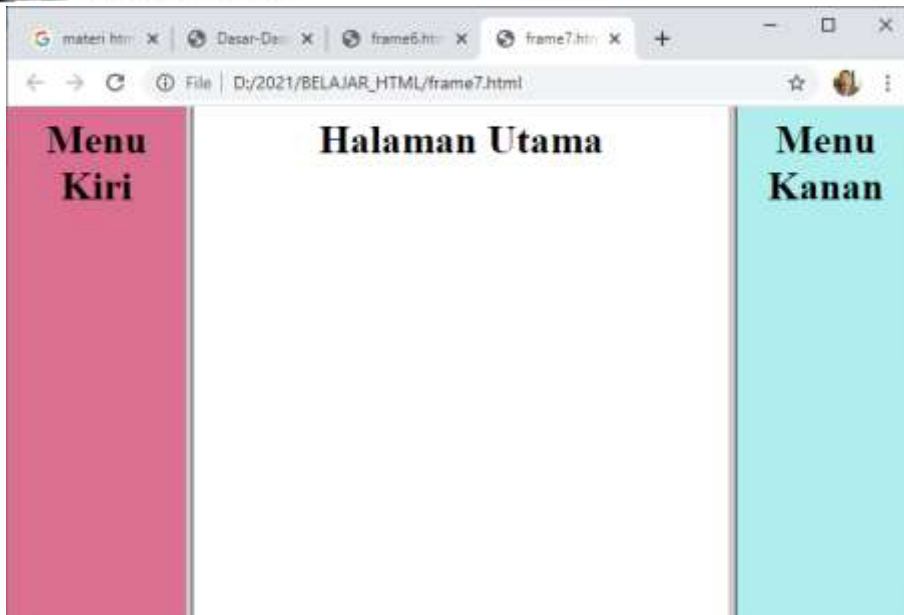 materi htm
Dasar-Das
frame6.htm
frame7.htm
File | D:/2021/BELAJAR_HTML/frame7.html
Menu
Kiri
Halaman Utama
Menu
Kanan